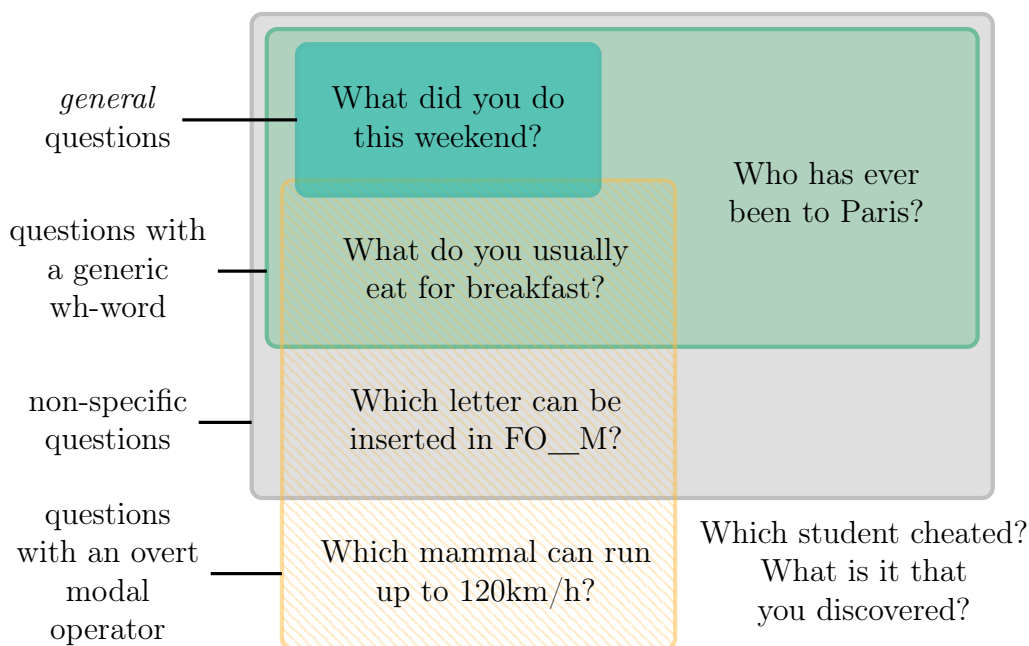 general
questions
What did you do
this weekend?
Who has ever
been to Paris?
questions with
a generic
wh-word
What do you usually
eat for breakfast?
non-specific
questions
Which letter can be
inserted in FO__M?
questions
with an overt
modal
operator
Which mammal can run
up to 120km/h?
Which student cheated?
What is it that
you discovered?